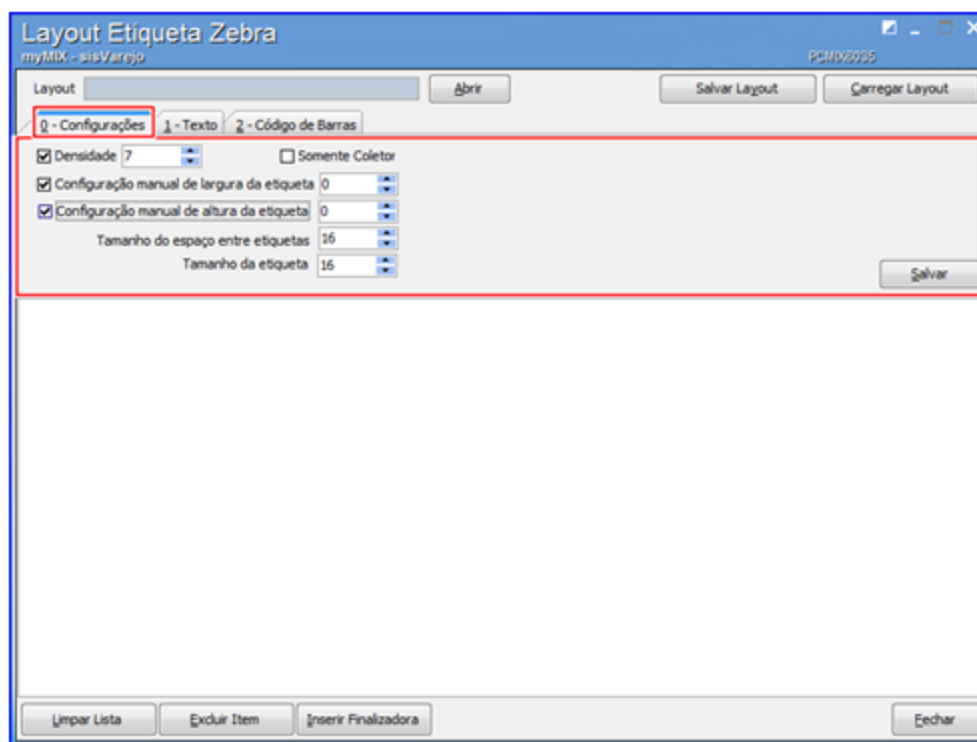 Layout Etiqueta Zebra
myMIX - sisVarejo PCMIX8035
Layout Abrir Salvar Layout Carregar Layout
0 - Configurações 1 - Texto 2 - Código de Barras
Densidade 7 Somente Coletor
Configuração manual de largura da etiqueta 0
Configuração manual de altura da etiqueta 0
Tamanho do espaço entre etiquetas 16
Tamanho da etiqueta 16
Salvar
Limpar Lista Excluir Item Inserir Finalizadora Fechar